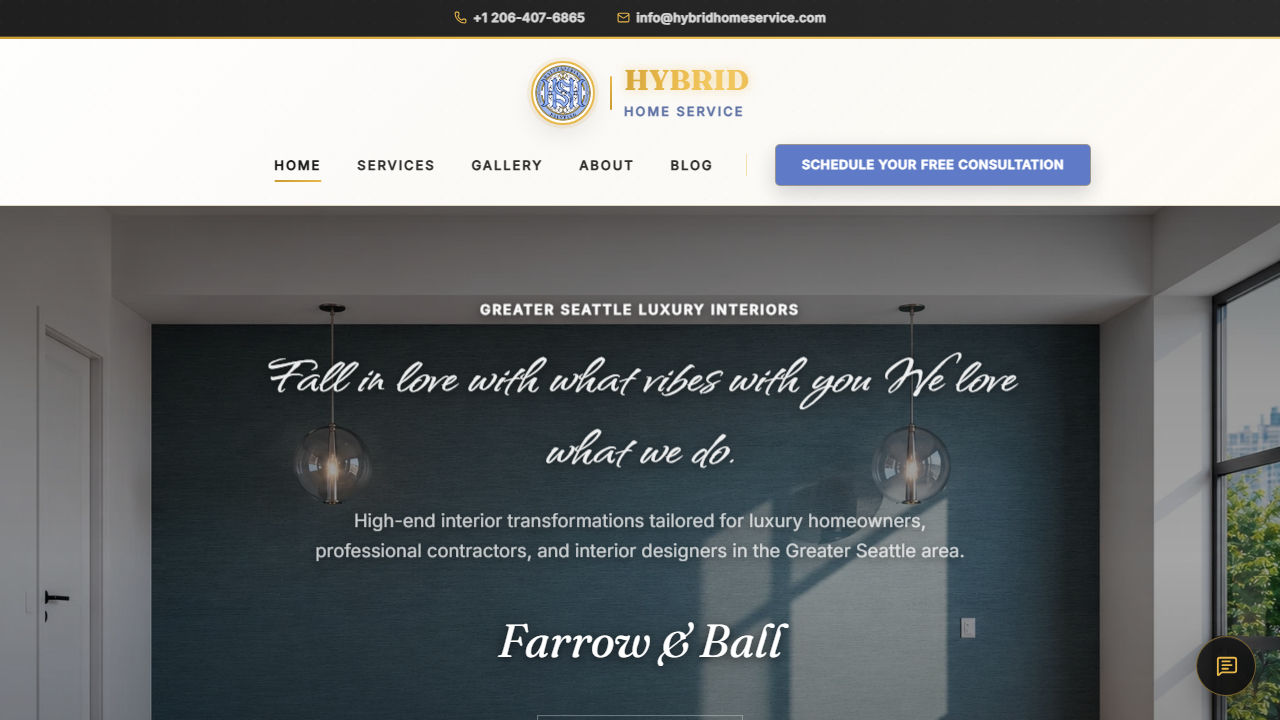 +1 206-407-6865 info@hybridhomeservice.com
HYBRID
HOME SERVICE
HOME SERVICES GALLERY ABOUT BLOG SCHEDULE YOUR FREE CONSULTATION
GREATER SEATTLE LUXURY INTERIORS
Fall in love with what vibes with you We love
what we do.
High-end interior transformations tailored for luxury homeowners,
professional contractors, and interior designers in the Greater Seattle area.
Farrow & Ball